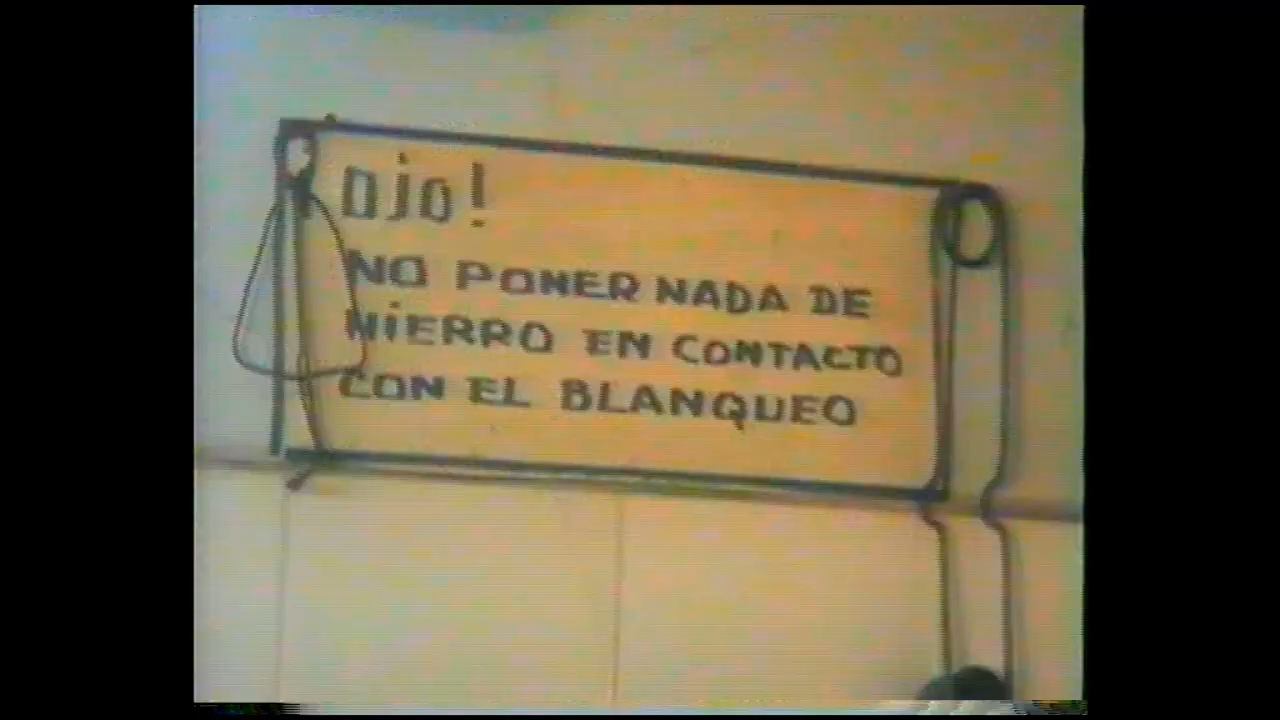 OJO!
NO PONER NADA DE
HIERRO EN CONTACTO
CON EL BLANQUEO